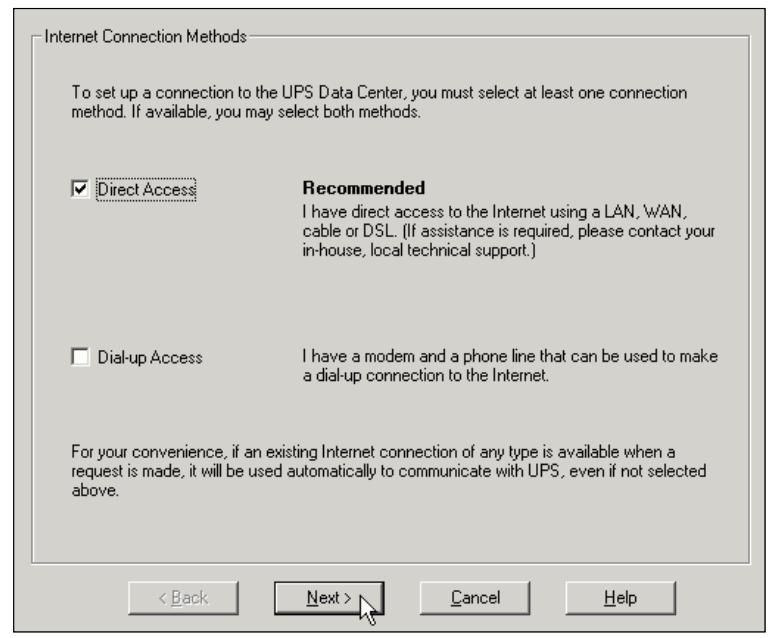 Internet Connection Methods
To set up a connection to the UPS Data Center, you must select at least one connection
method. If available, you may select both methods.
Direct Access
Recommended
I have direct access to the Internet using a LAN, WAN,
cable or DSL. (If assistance is required, please contact your
in-house, local technical support.)
Dial-up Access
I have a modem and a phone line that can be used to make
a dial-up connection to the Internet.
For your convenience, if an existing Internet connection of any type is available when a
request is made, it will be used automatically to communicate with UPS, even if not selected
above.
< Back
Next >
Cancel
Help